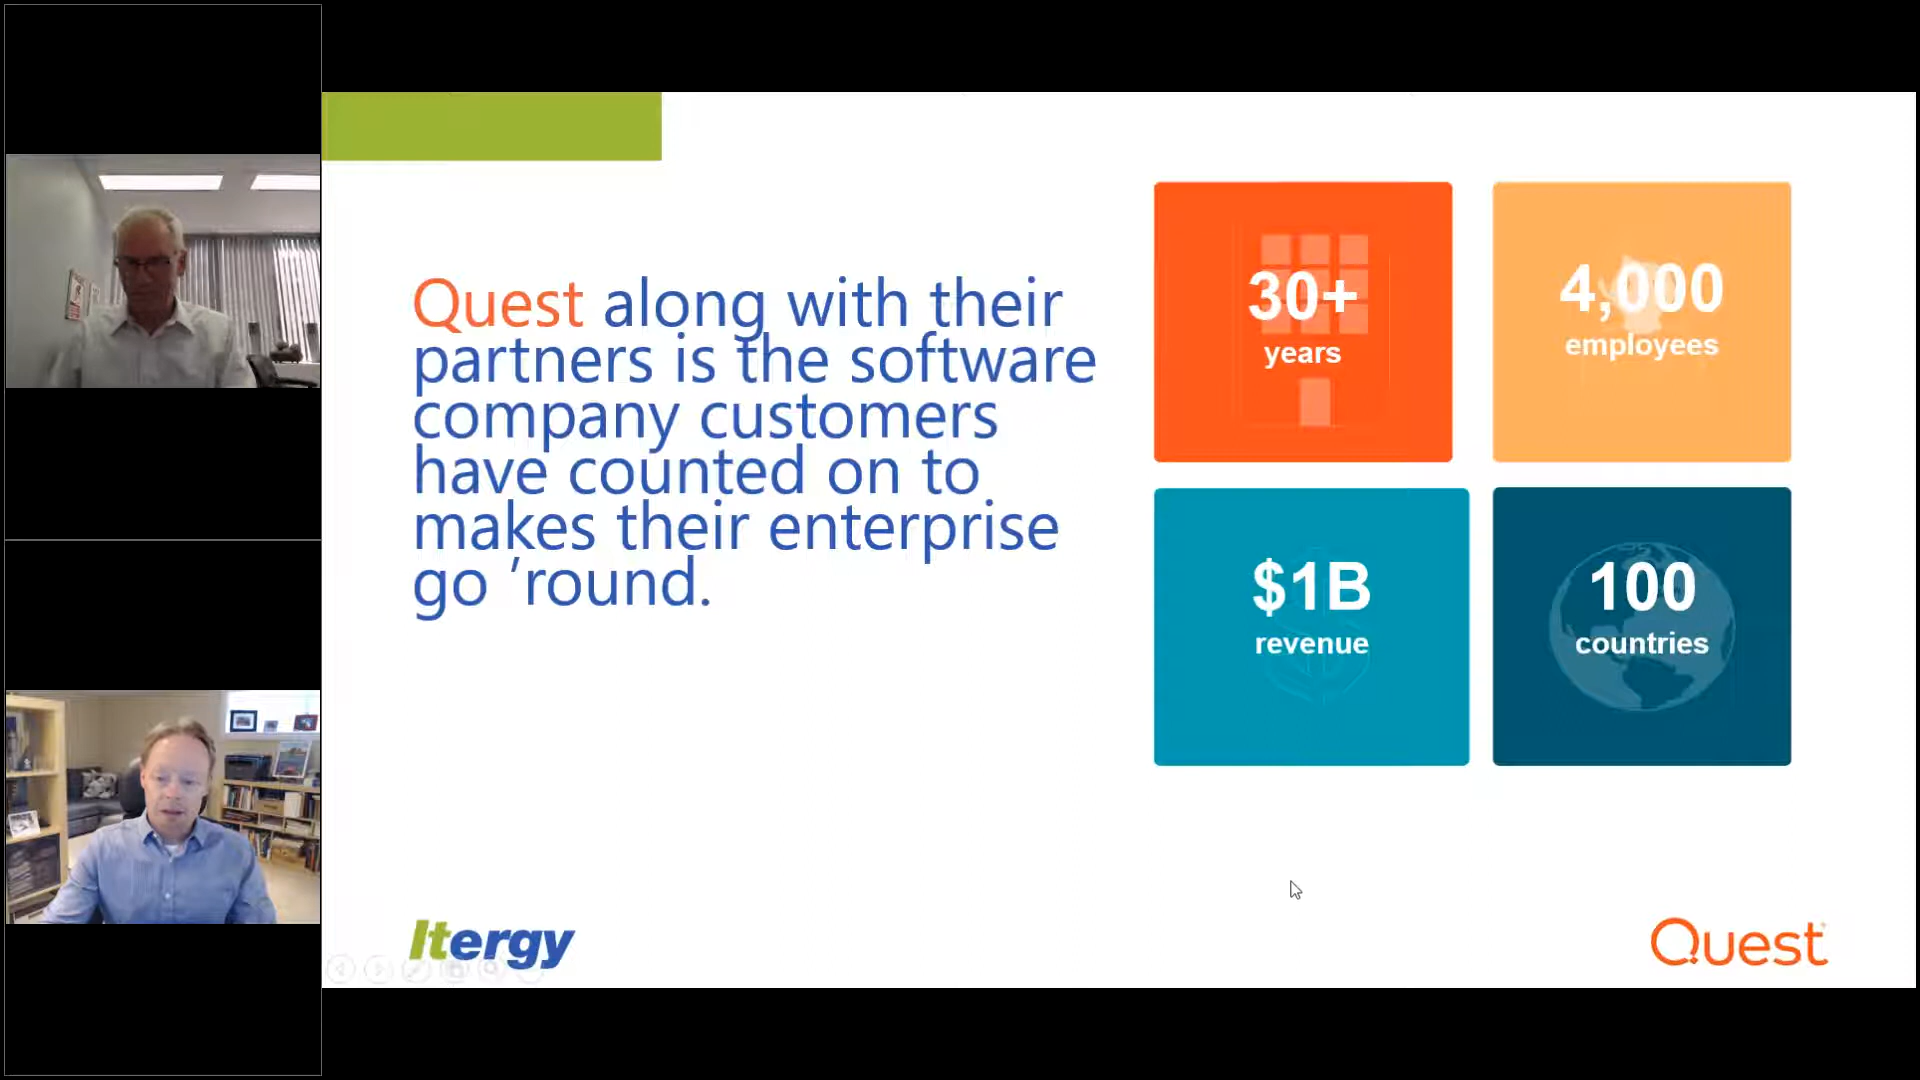 Quest along with their
partners is the software
company customers
have counted on to
makes their enterprise
go ’round.
30+
years
4,000
employees
$1B
revenue
100
countries
Itergy
Quest